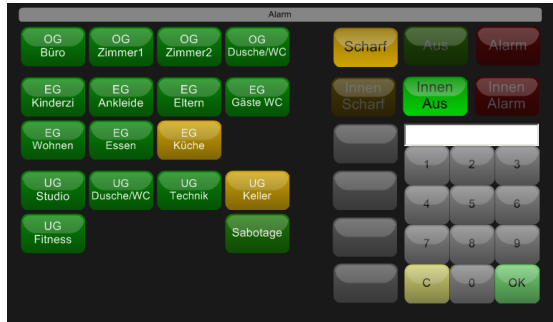 Alarm
OG Büro
OG Zimmer1
OG Zimmer2
OG Dusche/WC
Scharf
Aus
Alarm
EG Kinderzi
EG Ankleide
EG Eltern
EG Gäste WC
Innen Scharf
Innen Aus
Innen Alarm
EG Wohnen
EG Essen
EG Küche
1 2 3
UG Studio
UG Dusche/WC
UG Technik
UG Keller
4 5 6
UG Fitness
Sabotage
7 8 9
C 0 OK